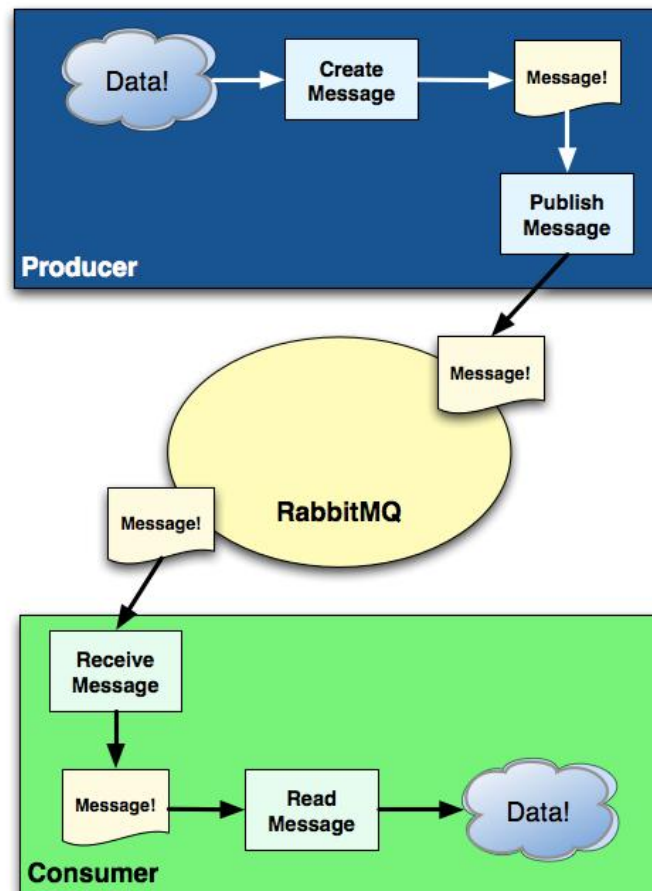 Data!
Create
Message
Message!
Publish
Message
Producer
Message!
RabbitMQ
Message!
Receive
Message
Message!
Read
Message
Data!
Consumer